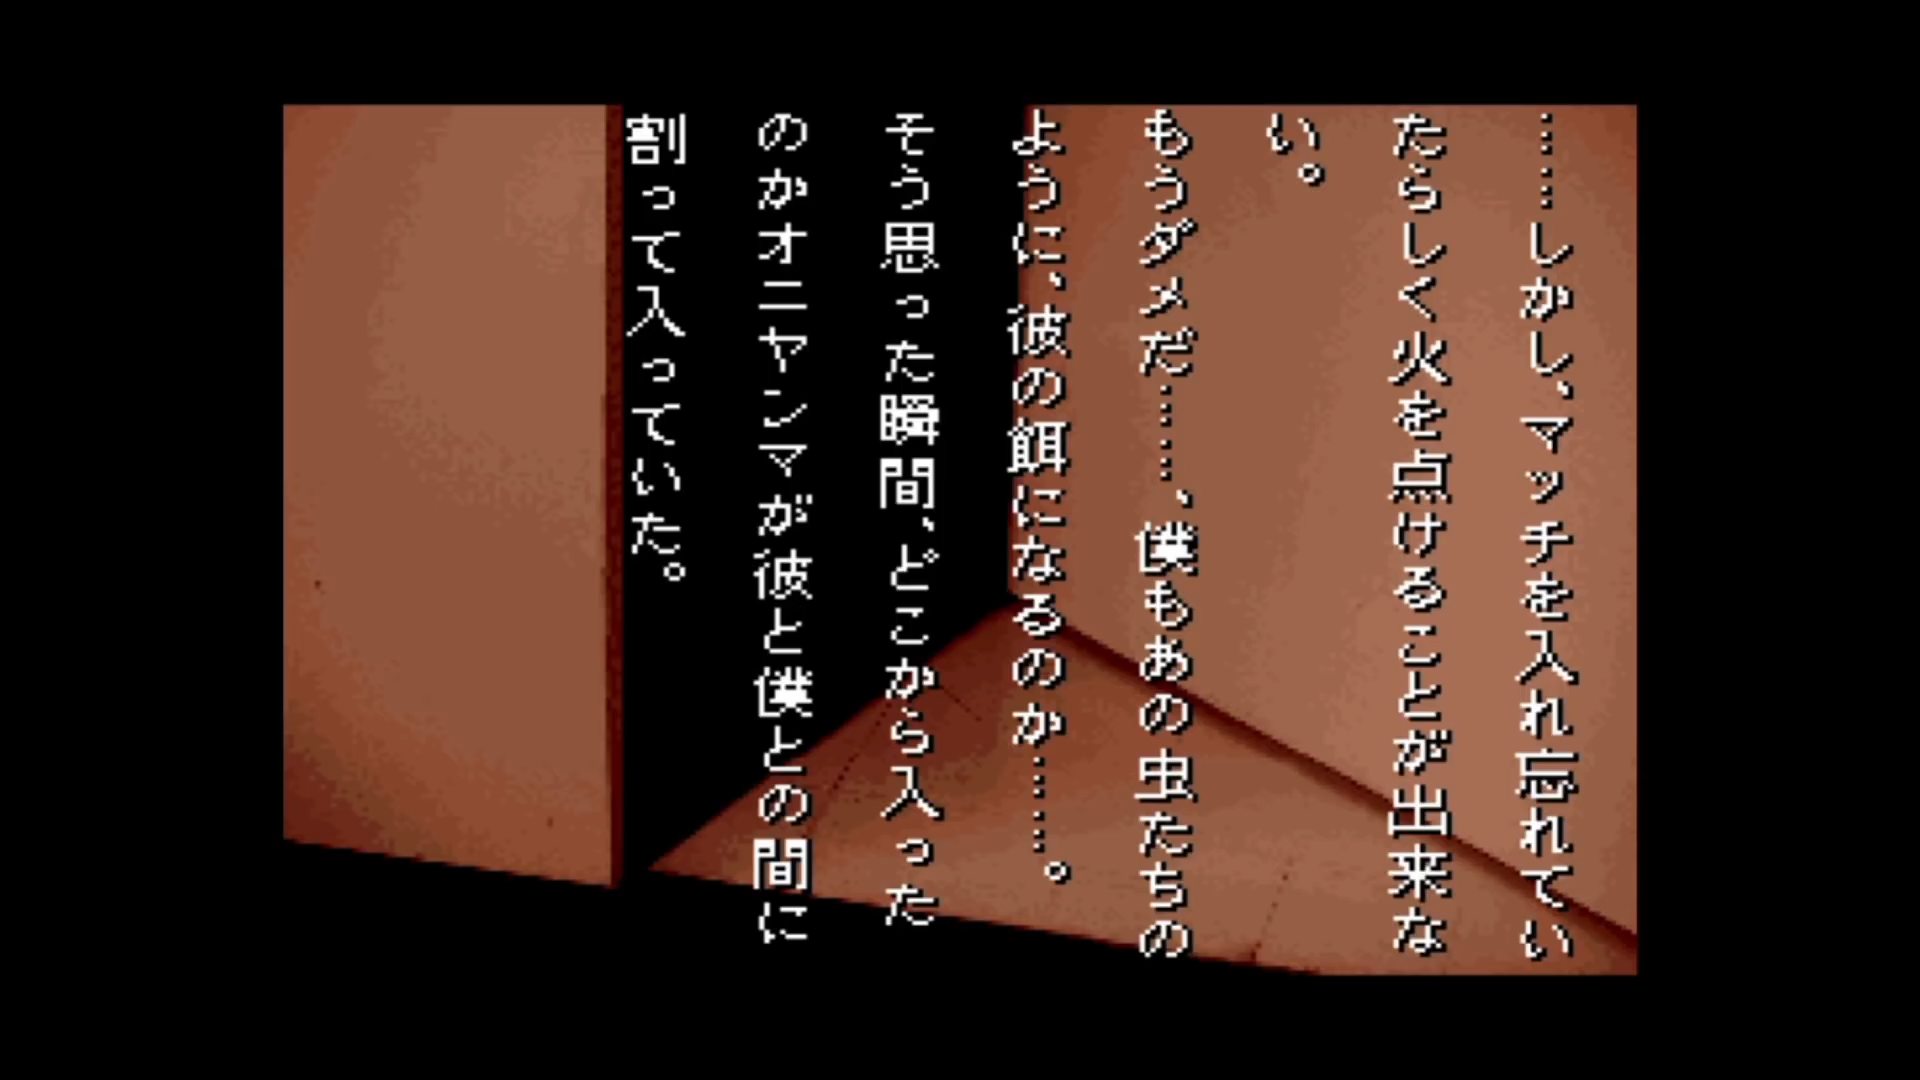 ……しかし、マッチを入れ忘れてい
たらしく火を点けることが出来な
い。
もうダメだ……、僕もあの虫たちの
ように、彼の餌になるのか……。
そう思った瞬間、どこから入った
のかオニヤンマが彼と僕との間に
割って入っていた。